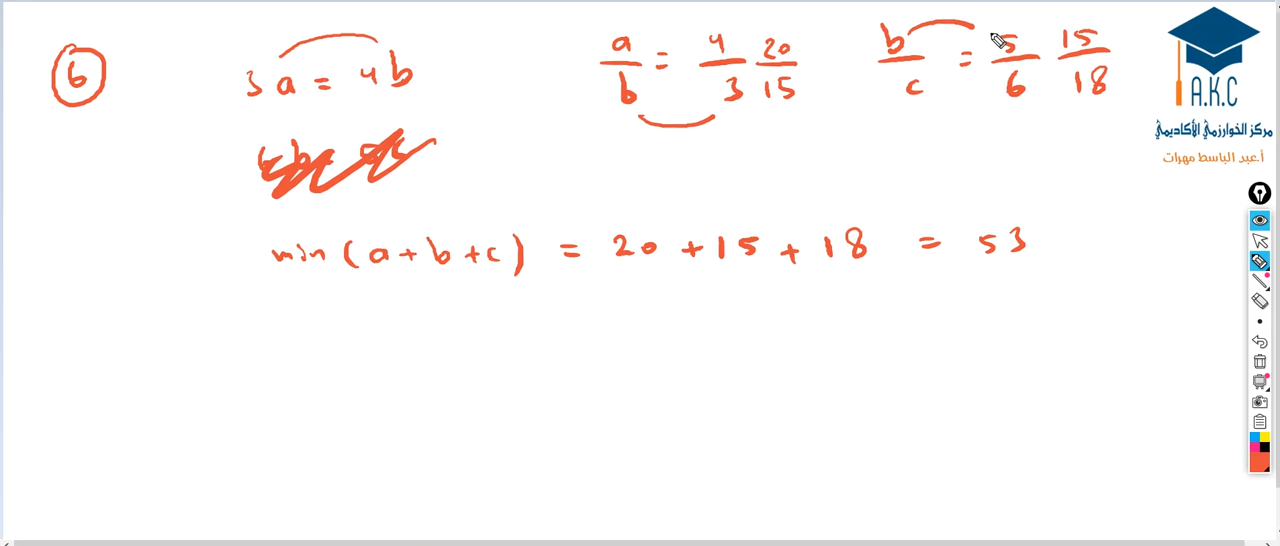 6
3a = 4b
a/b = 4/3 20/15
b/c = 5/6 15/18
min(a+b+c) = 20 + 15 + 18 = 53
A.K.C
مركز الخوارزمي الأكاديمي
أ.عبد الباسط مهرات